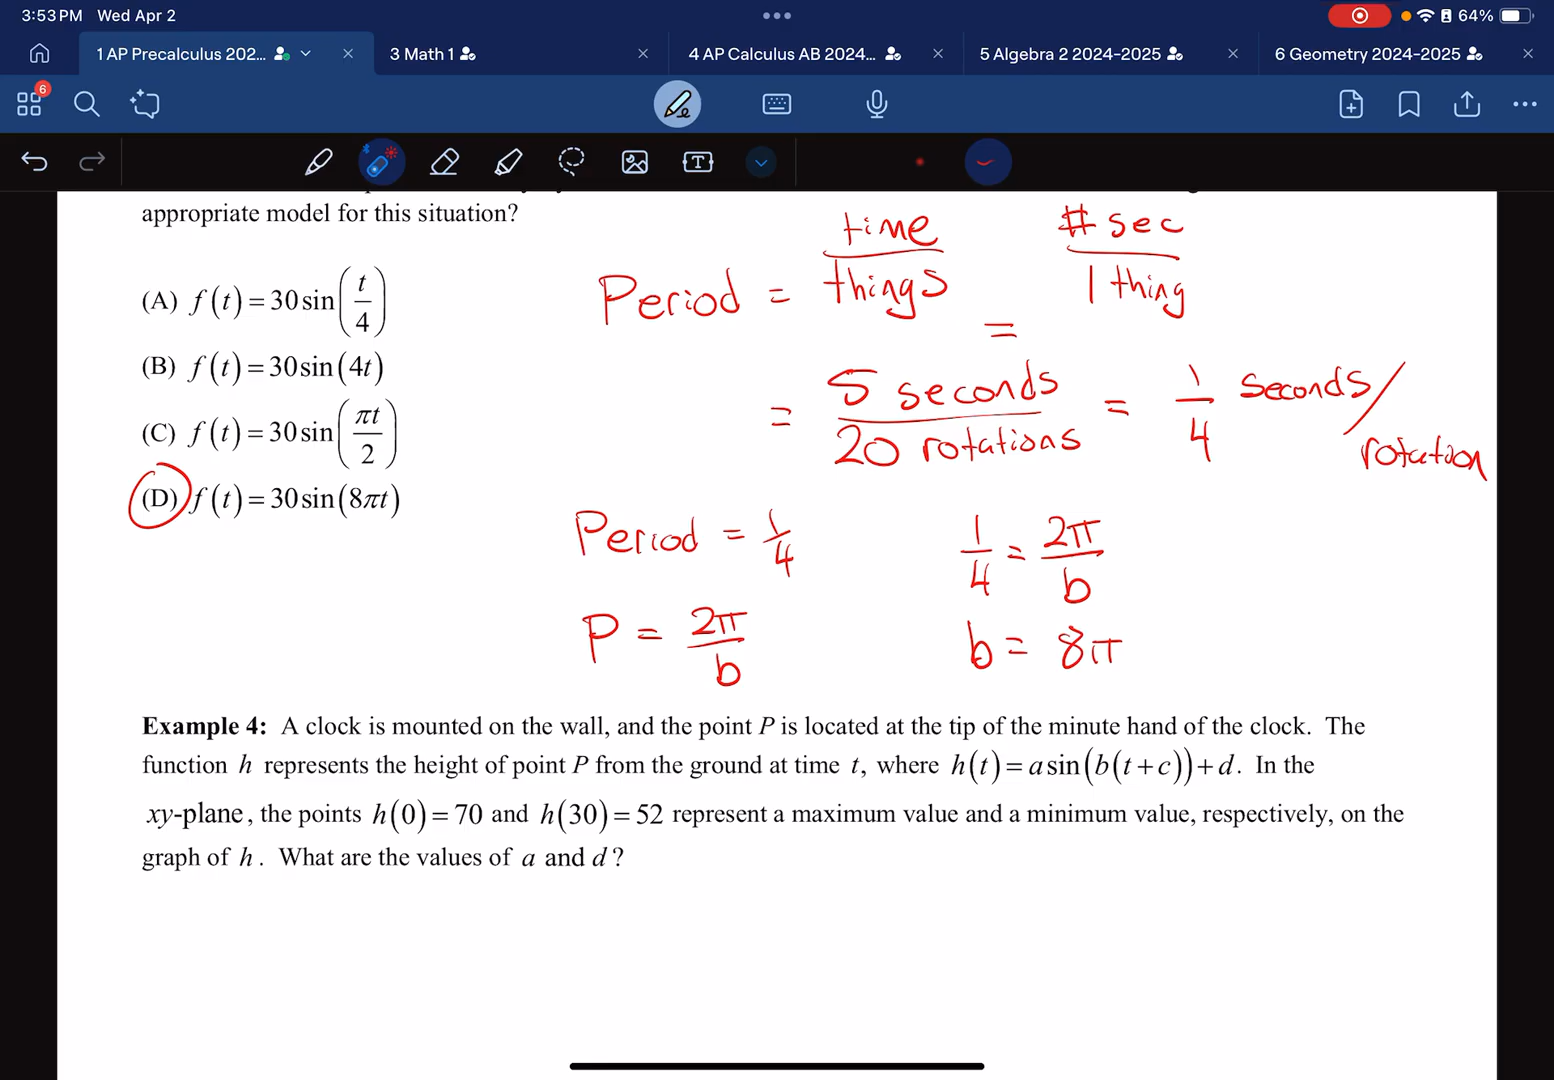 3:53 PM Wed Apr 2
64%
1 AP Precalculus 202...
3 Math 1
4 AP Calculus AB 2024...
5 Algebra 2 2024-2025
6 Geometry 2024-2025
6
appropriate model for this situation?
(A) f(t) = 30 sin(t/4)
(B) f(t) = 30 sin(4t)
(C) f(t) = 30 sin(πt/2)
(D) f(t) = 30 sin(8πt)
Period = time/things = # sec/1 thing
= 5 seconds/20 rotations = 1/4 seconds/rotation
Period = 1/4
1/4 = 2π/b
P = 2π/b
b = 8π
Example 4: A clock is mounted on the wall, and the point P is located at the tip of the minute hand of the clock. The
function h represents the height of point P from the ground at time t, where h(t) = a sin(b(t+c))+d. In the
xy-plane, the points h(0) = 70 and h(30) = 52 represent a maximum value and a minimum value, respectively, on the
graph of h. What are the values of a and d?